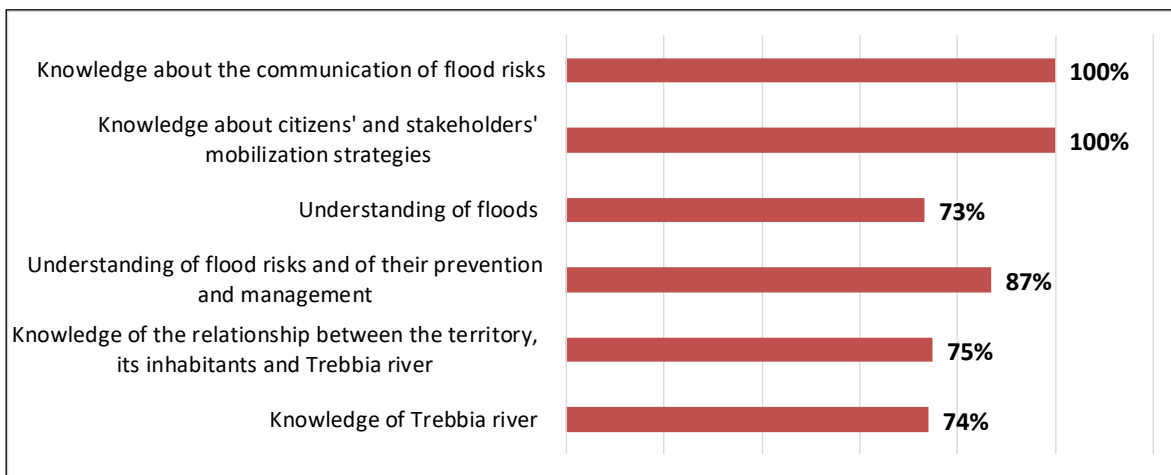 Knowledge about the communication of flood risks
100%
Knowledge about citizens' and stakeholders'
mobilization strategies
100%
Understanding of floods
73%
Understanding of flood risks and of their prevention
and management
87%
Knowledge of the relationship between the territory,
its inhabitants and Trebbia river
75%
Knowledge of Trebbia river
74%